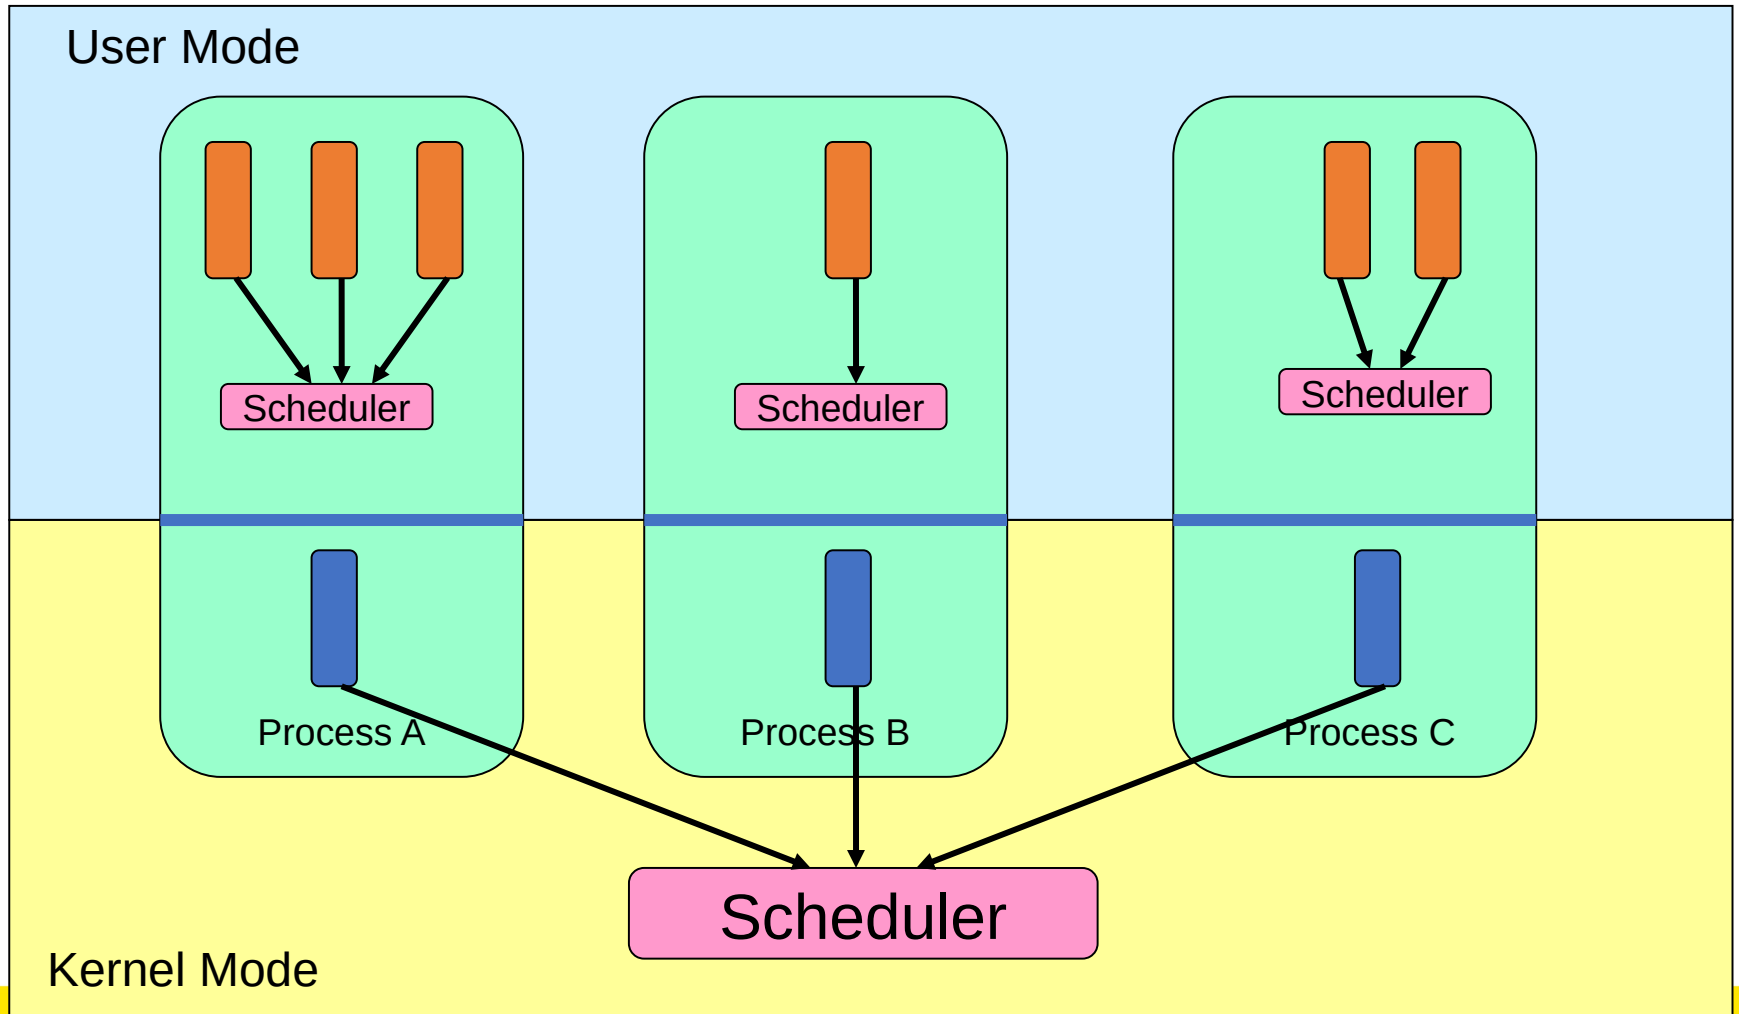 User Mode
Scheduler
Scheduler
Scheduler
Process A
Process B
Process C
Scheduler
Kernel Mode